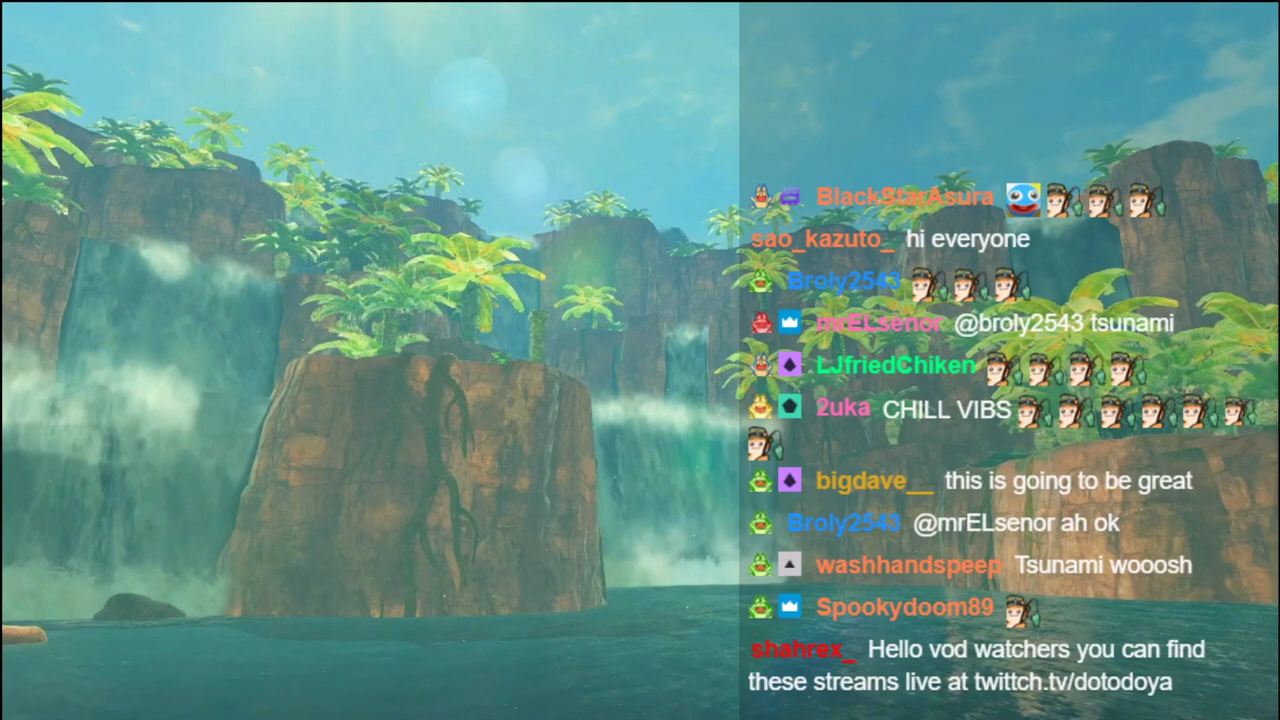 BlackStarAsura
sao_kazuto_ hi everyone
Broly2543
mrELsenor @broly2543 tsunami
LJfriedChiken
2uka CHILL VIBS
bigdave__ this is going to be great
Broly2543 @mrELsenor ah ok
washhandspeep Tsunami wooosh
Spookydoom89
shahrex_ Hello vod watchers you can find
these streams live at twittch.tv/dotodoya